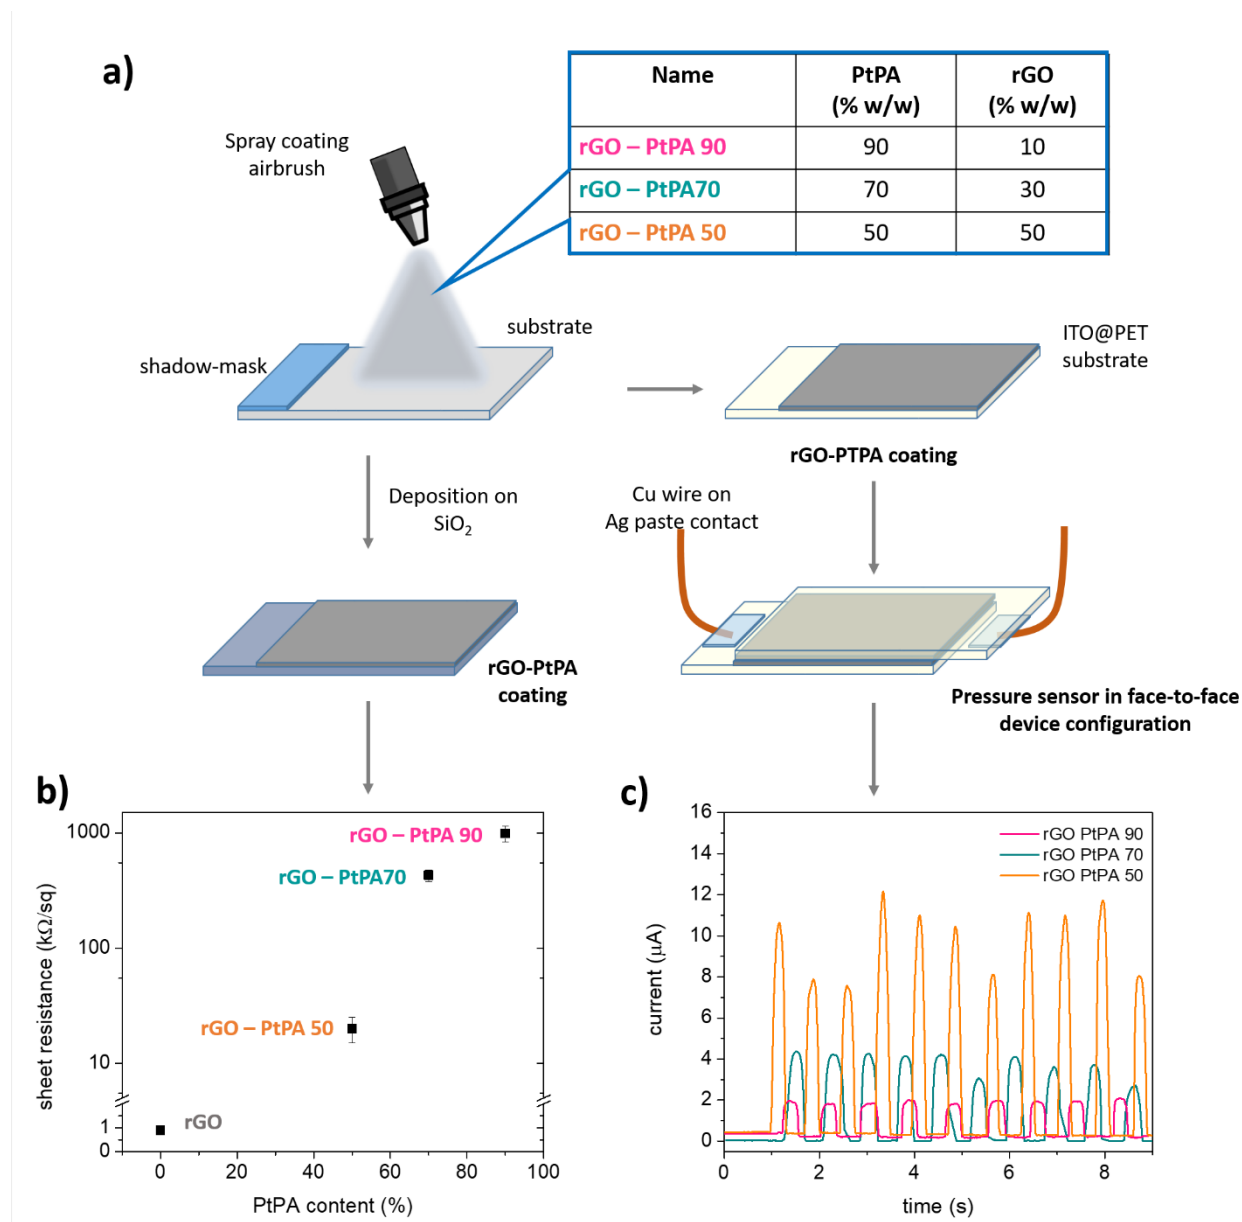 a)
Spray coating
airbrush
Name PtPA rGO
(% w/w) (% w/w)
rGO – PtPA 90 90 10
rGO – PtPA70 70 30
rGO – PtPA 50 50 50
substrate
shadow-mask
ITO@PET
substrate
rGO-PTPA coating
Deposition on
SiO₂
Cu wire on
Ag paste contact
rGO-PtPA
coating
Pressure sensor in face-to-face
device configuration
b)
sheet resistance (kΩ/sq)
1000
100
10
1
0
rGO – PtPA 90
rGO – PtPA70
rGO – PtPA 50
rGO
0 20 40 60 80 100
PtPA content (%)
c)
current (μA)
16
14
12
10
8
6
4
2
0
rGO PtPA 90
rGO PtPA 70
rGO PtPA 50
0 2 4 6 8
time (s)